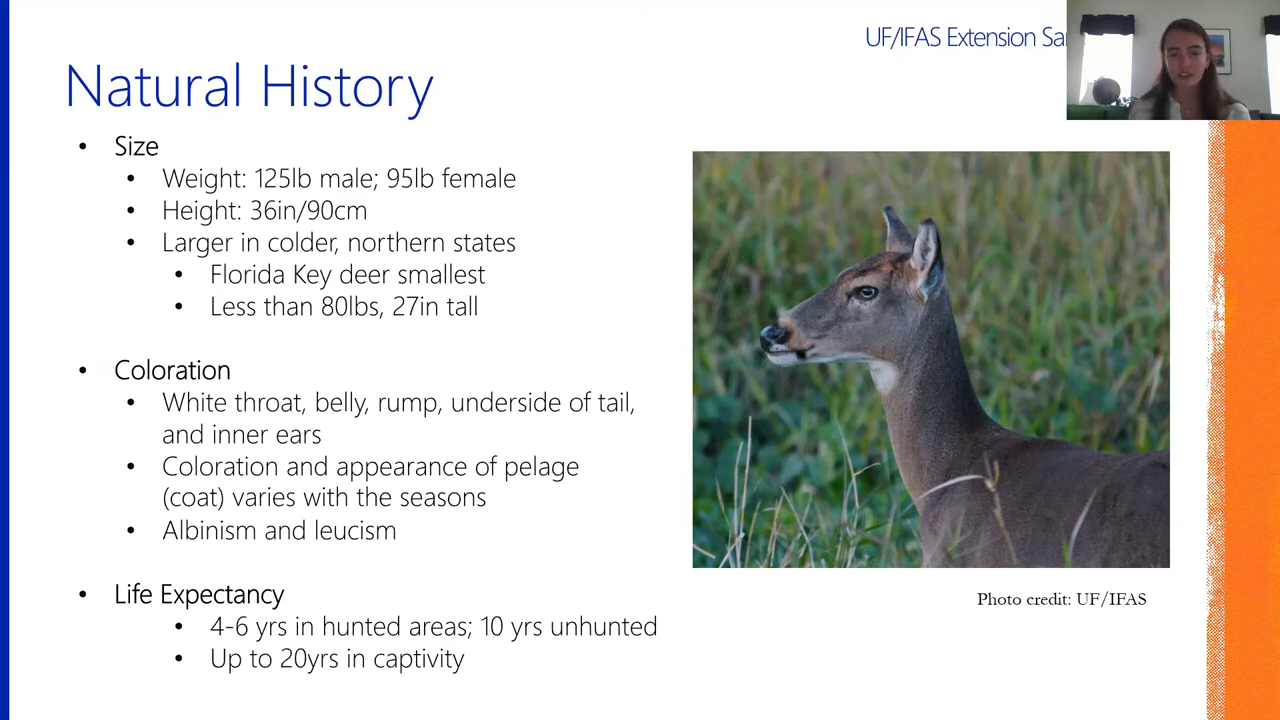 UF/IFAS Extension
Natural History
• Size
• Weight: 125lb male; 95lb female
• Height: 36in/90cm
• Larger in colder, northern states
• Florida Key deer smallest
• Less than 80lbs, 27in tall
• Coloration
• White throat, belly, rump, underside of tail,
and inner ears
• Coloration and appearance of pelage
(coat) varies with the seasons
• Albinism and leucism
• Life Expectancy
• 4-6 yrs in hunted areas; 10 yrs unhunted
• Up to 20yrs in captivity
Photo credit: UF/IFAS